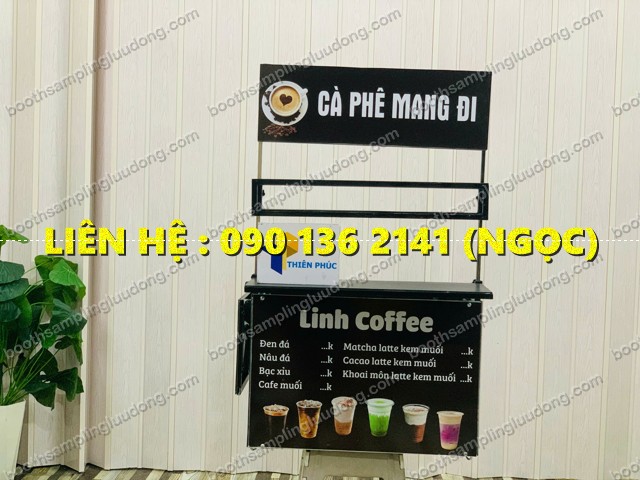 boothsamplingluudong.com
CÀ PHÊ MANG ĐI
LIÊN HỆ : 090 136 2141 (NGỌC)
THIÊN PHÚC
Linh Coffee
Đen đá ...k
Nâu đá ...k
Bạc xỉu ...k
Cafe muối ...k
Matcha latte kem muối ...k
Cacao latte kem muối ...k
Khoai môn latte kem muối ...k